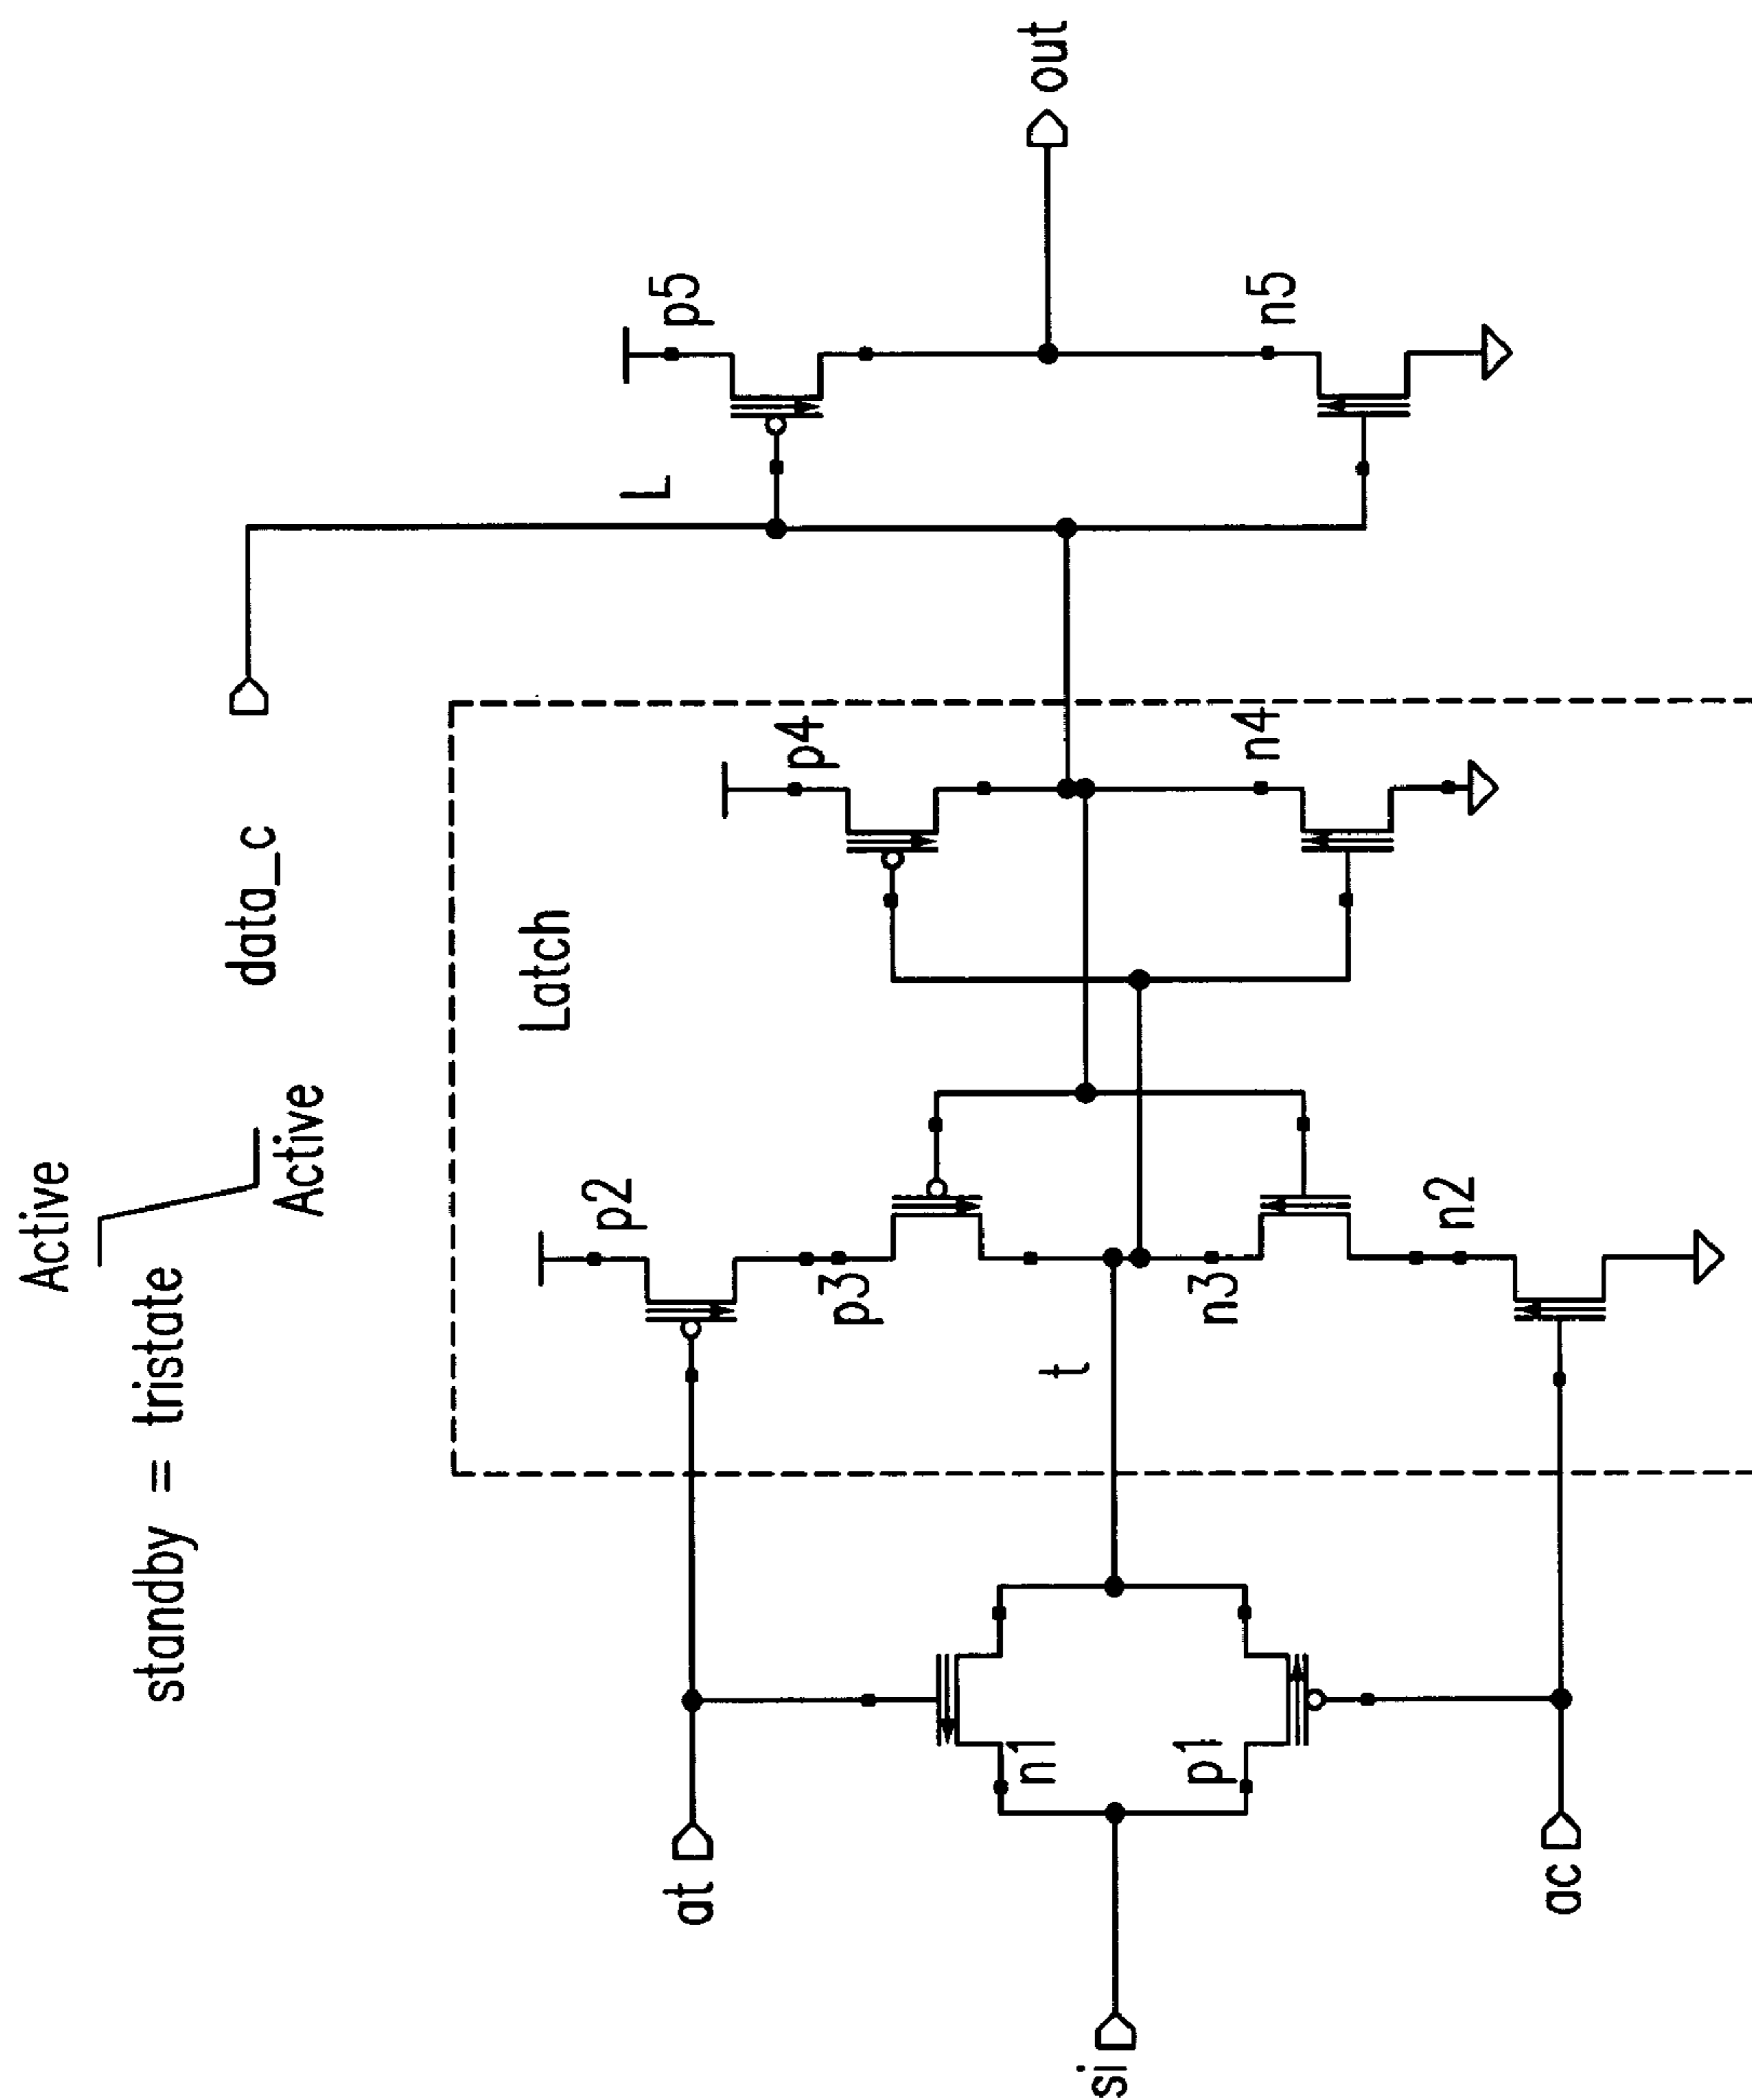 Active
standby = tristate
Active
data_c
Latch
at
p2
p4
L
p5
n1
p3
t
out
si
p1
n3
n4
n5
n2
ac